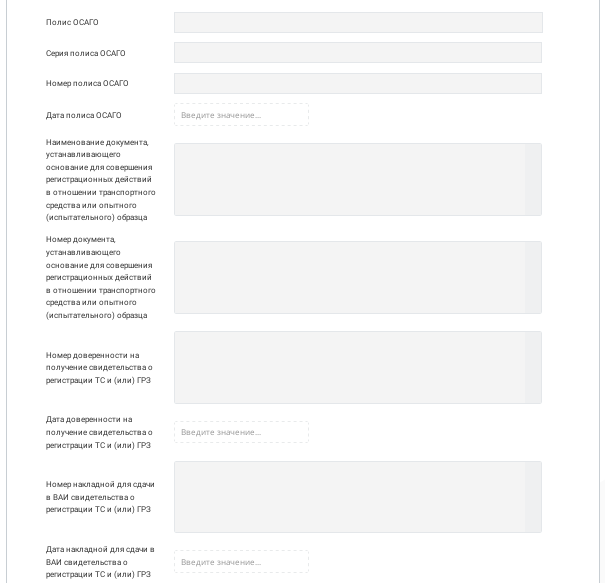 Полис ОСАГО
Серия полиса ОСАГО
Номер полиса ОСАГО
Дата полиса ОСАГО
Введите значение...
Наименование документа,
устанавливающего
основание для совершения
регистрационных действий
в отношении транспортного
средства или опытного
(испытательного) образца
Номер документа,
устанавливающего
основание для совершения
регистрационных действий
в отношении транспортного
средства или опытного
(испытательного) образца
Номер доверенности на
получение свидетельства о
регистрации ТС и (или) ГРЗ
Дата доверенности на
получение свидетельства о
регистрации ТС и (или) ГРЗ
Введите значение...
Номер накладной для сдачи
в ВАИ свидетельства о
регистрации ТС и (или) ГРЗ
Дата накладной для сдачи в
ВАИ свидетельства о
регистрации ТС и (или) ГРЗ
Введите значение...